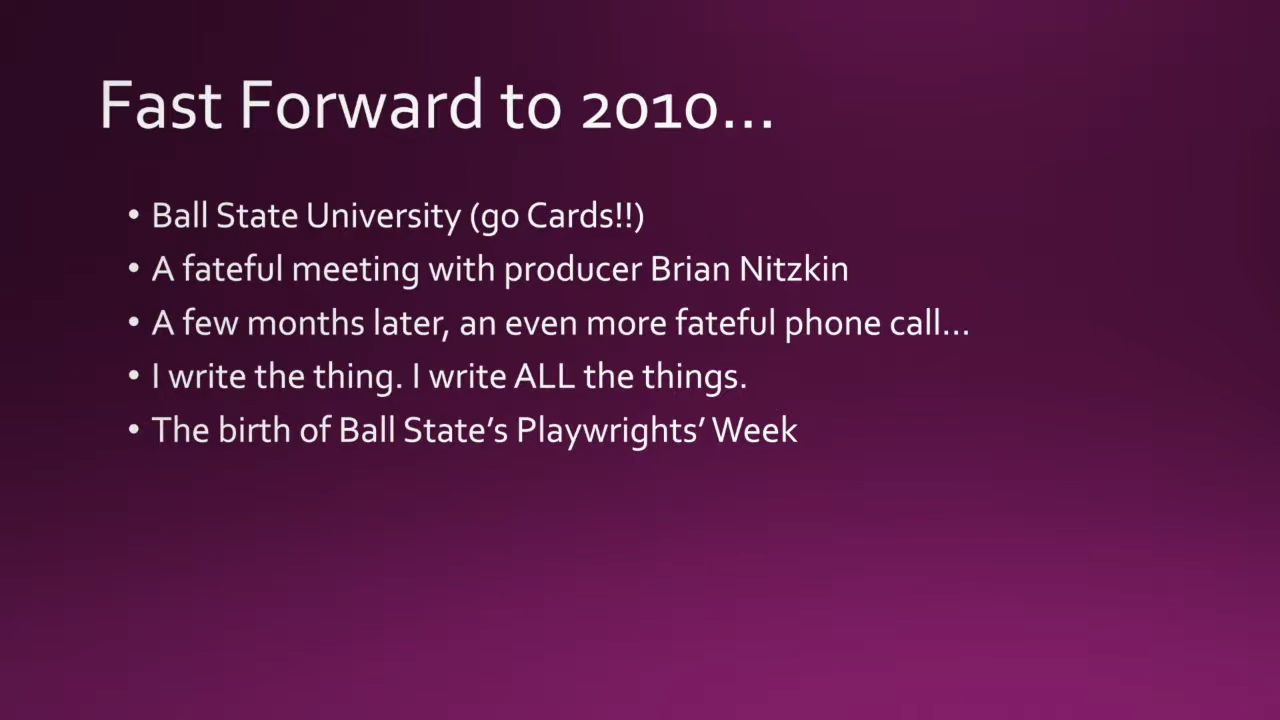 Fast Forward to 2010...
• Ball State University (go Cards!!)
• A fateful meeting with producer Brian Nitzkin
• A few months later, an even more fateful phone call...
• I write the thing. I write ALL the things.
• The birth of Ball State’s Playwrights’ Week